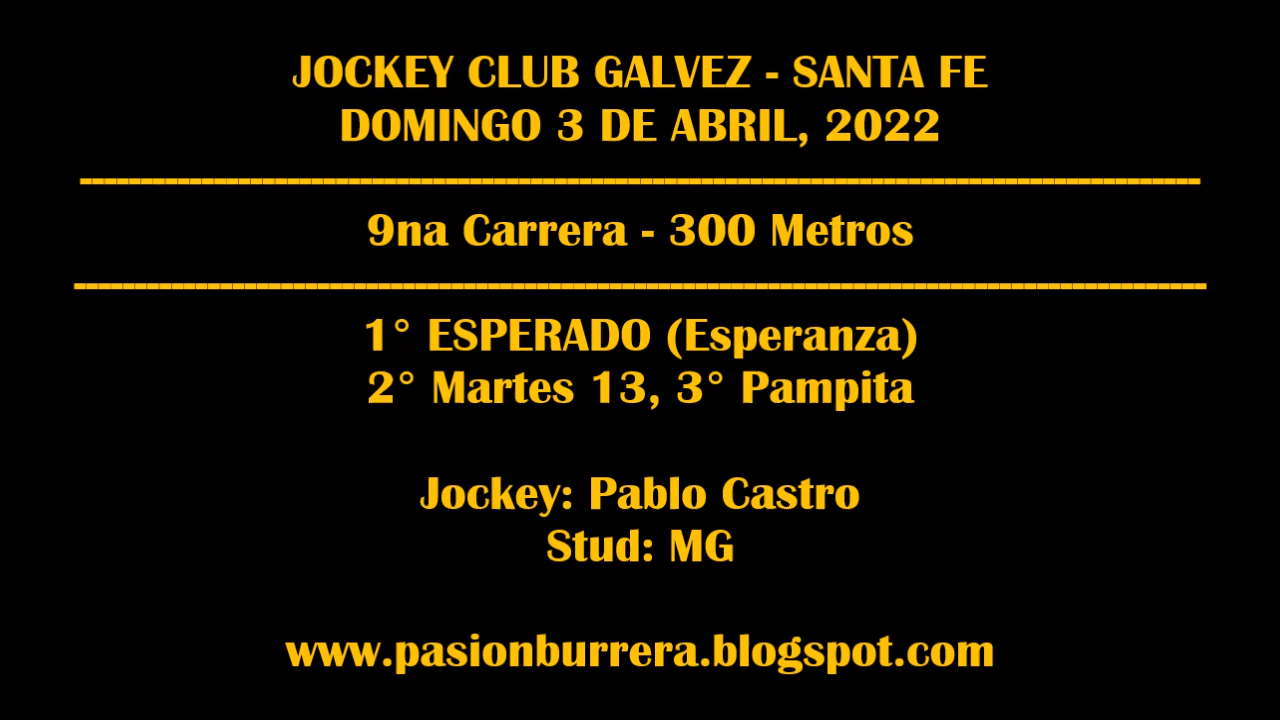 JOCKEY CLUB GALVEZ - SANTA FE
DOMINGO 3 DE ABRIL, 2022
9na Carrera - 300 Metros
1° ESPERADO (Esperanza)
2° Martes 13, 3° Pampita
Jockey: Pablo Castro
Stud: MG
www.pasionburrera.blogspot.com